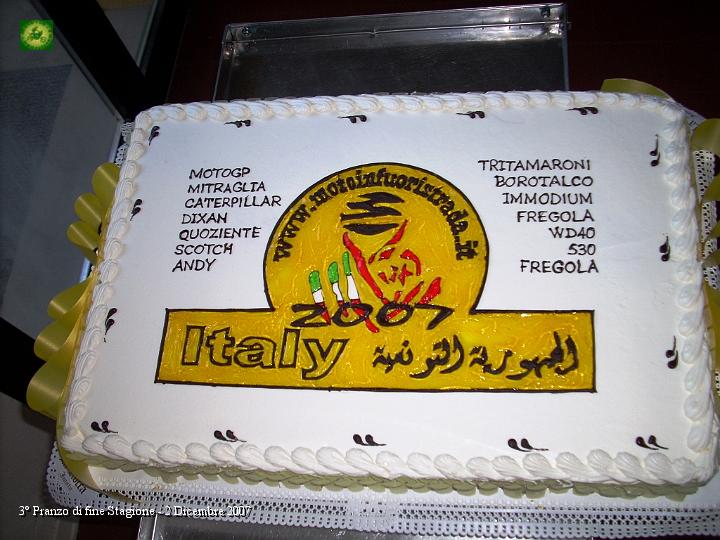 MOTOGP
MITRAGLIA
CATERPILLAR
DIXAN
QUOZIENTE
SCOTCH
ANDY
TRITAMARONI
BOROTALCO
IMMODIUM
FREGOLA
WD40
530
FREGOLA
www.motoinfuoristrada.it
2007
Italy الجمهورية التونسية
3° Pranzo di fine Stagione - 2 Dicembre 2007